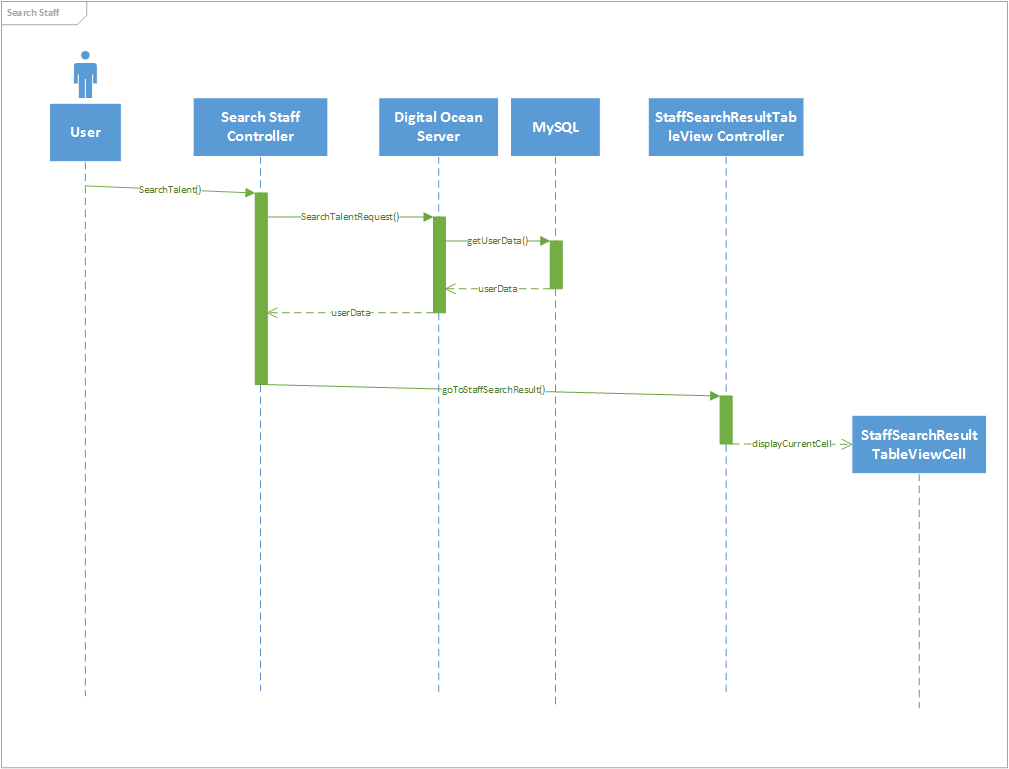 Search Staff
User
Search Staff
Controller
Digital Ocean
Server
MySQL
StaffSearchResultTab
leView Controller
SearchTalent()
SearchTalentRequest()
getUserData()
userData
userData
goToStaffSearchResult()
displayCurrentCell
StaffSearchResult
TableViewCell